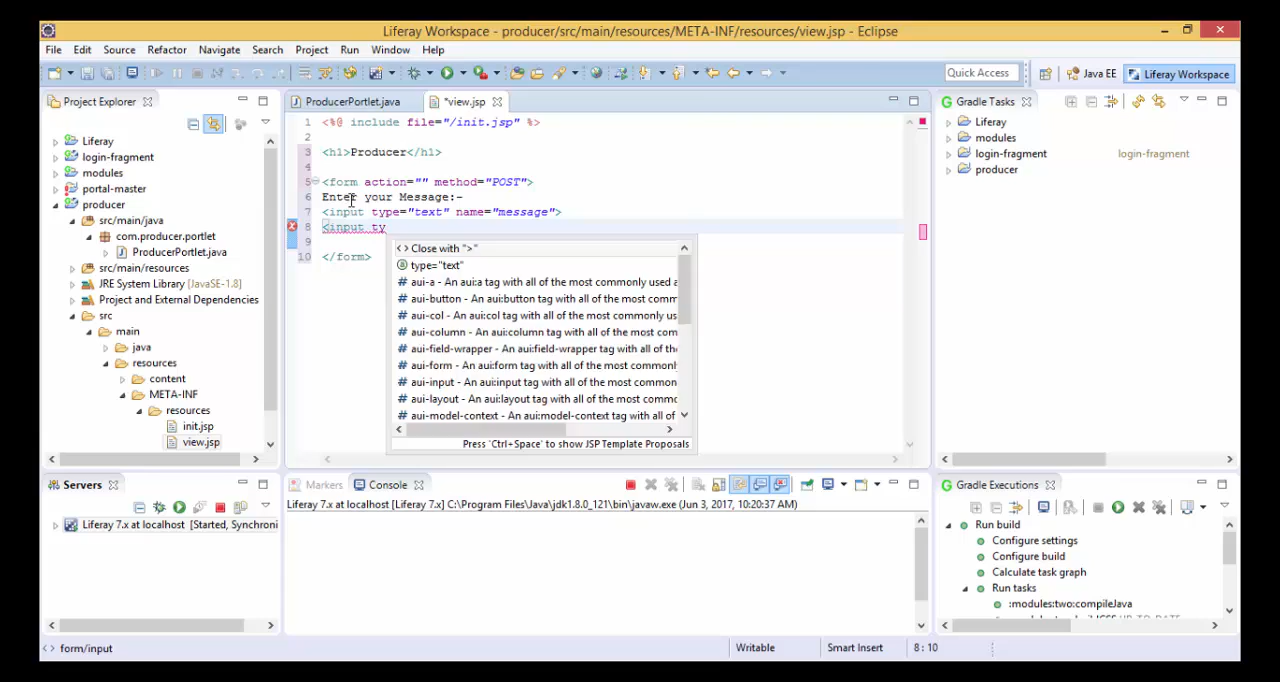 Liferay Workspace - producer/src/main/resources/META-INF/resources/view.jsp - Eclipse
File Edit Source Refactor Navigate Search Project Run Window Help
Quick Access Java EE Liferay Workspace
Project Explorer
Liferay
login-fragment
modules
portal-master
producer
src/main/java
com.producer.portlet
ProducerPortlet.java
src/main/resources
JRE System Library [JavaSE-1.8]
Project and External Dependencies
src
main
java
resources
content
META-INF
resources
init.jsp
view.jsp
ProducerPortlet.java *view.jsp
1 <%@ include file="/init.jsp" %>
2
3 <h1>Producer</h1>
4
5 <form action="" method="POST">
6 Enter your Message:-
7 <input type="text" name="message">
8 <input ty
9
10 </form>
<> Close with ">"
type="text"
# aui-a - An aui:a tag with all of the most commonly used a
# aui-button - An aui:button tag with all of the most comm
# aui-col - An aui:col tag with all of the most commonly us
# aui-column - An aui:column tag with all of the most com
# aui-field-wrapper - An aui:field-wrapper tag with all of the
# aui-form - An aui:form tag with all of the most commonly
# aui-input - An aui:input tag with all of the most common
# aui-layout - An aui:layout tag with all of the most commo
# aui-model-context - An aui:model-context tag with all of
Press 'Ctrl+Space' to show JSP Template Proposals
Gradle Tasks
Liferay
modules
login-fragment login-fragment
producer
Servers
Liferay 7.x at localhost [Started, Synchroni
Markers Console
Liferay 7.x at localhost [Liferay 7.x] C:\Program Files\Java\jdk1.8.0_121\bin\javaw.exe (Jun 3, 2017, 10:20:37 AM)
Gradle Executions
Run build
Configure settings
Configure build
Calculate task graph
Run tasks
:modules:two:compileJava
<> form/input Writable Smart Insert 8 : 10